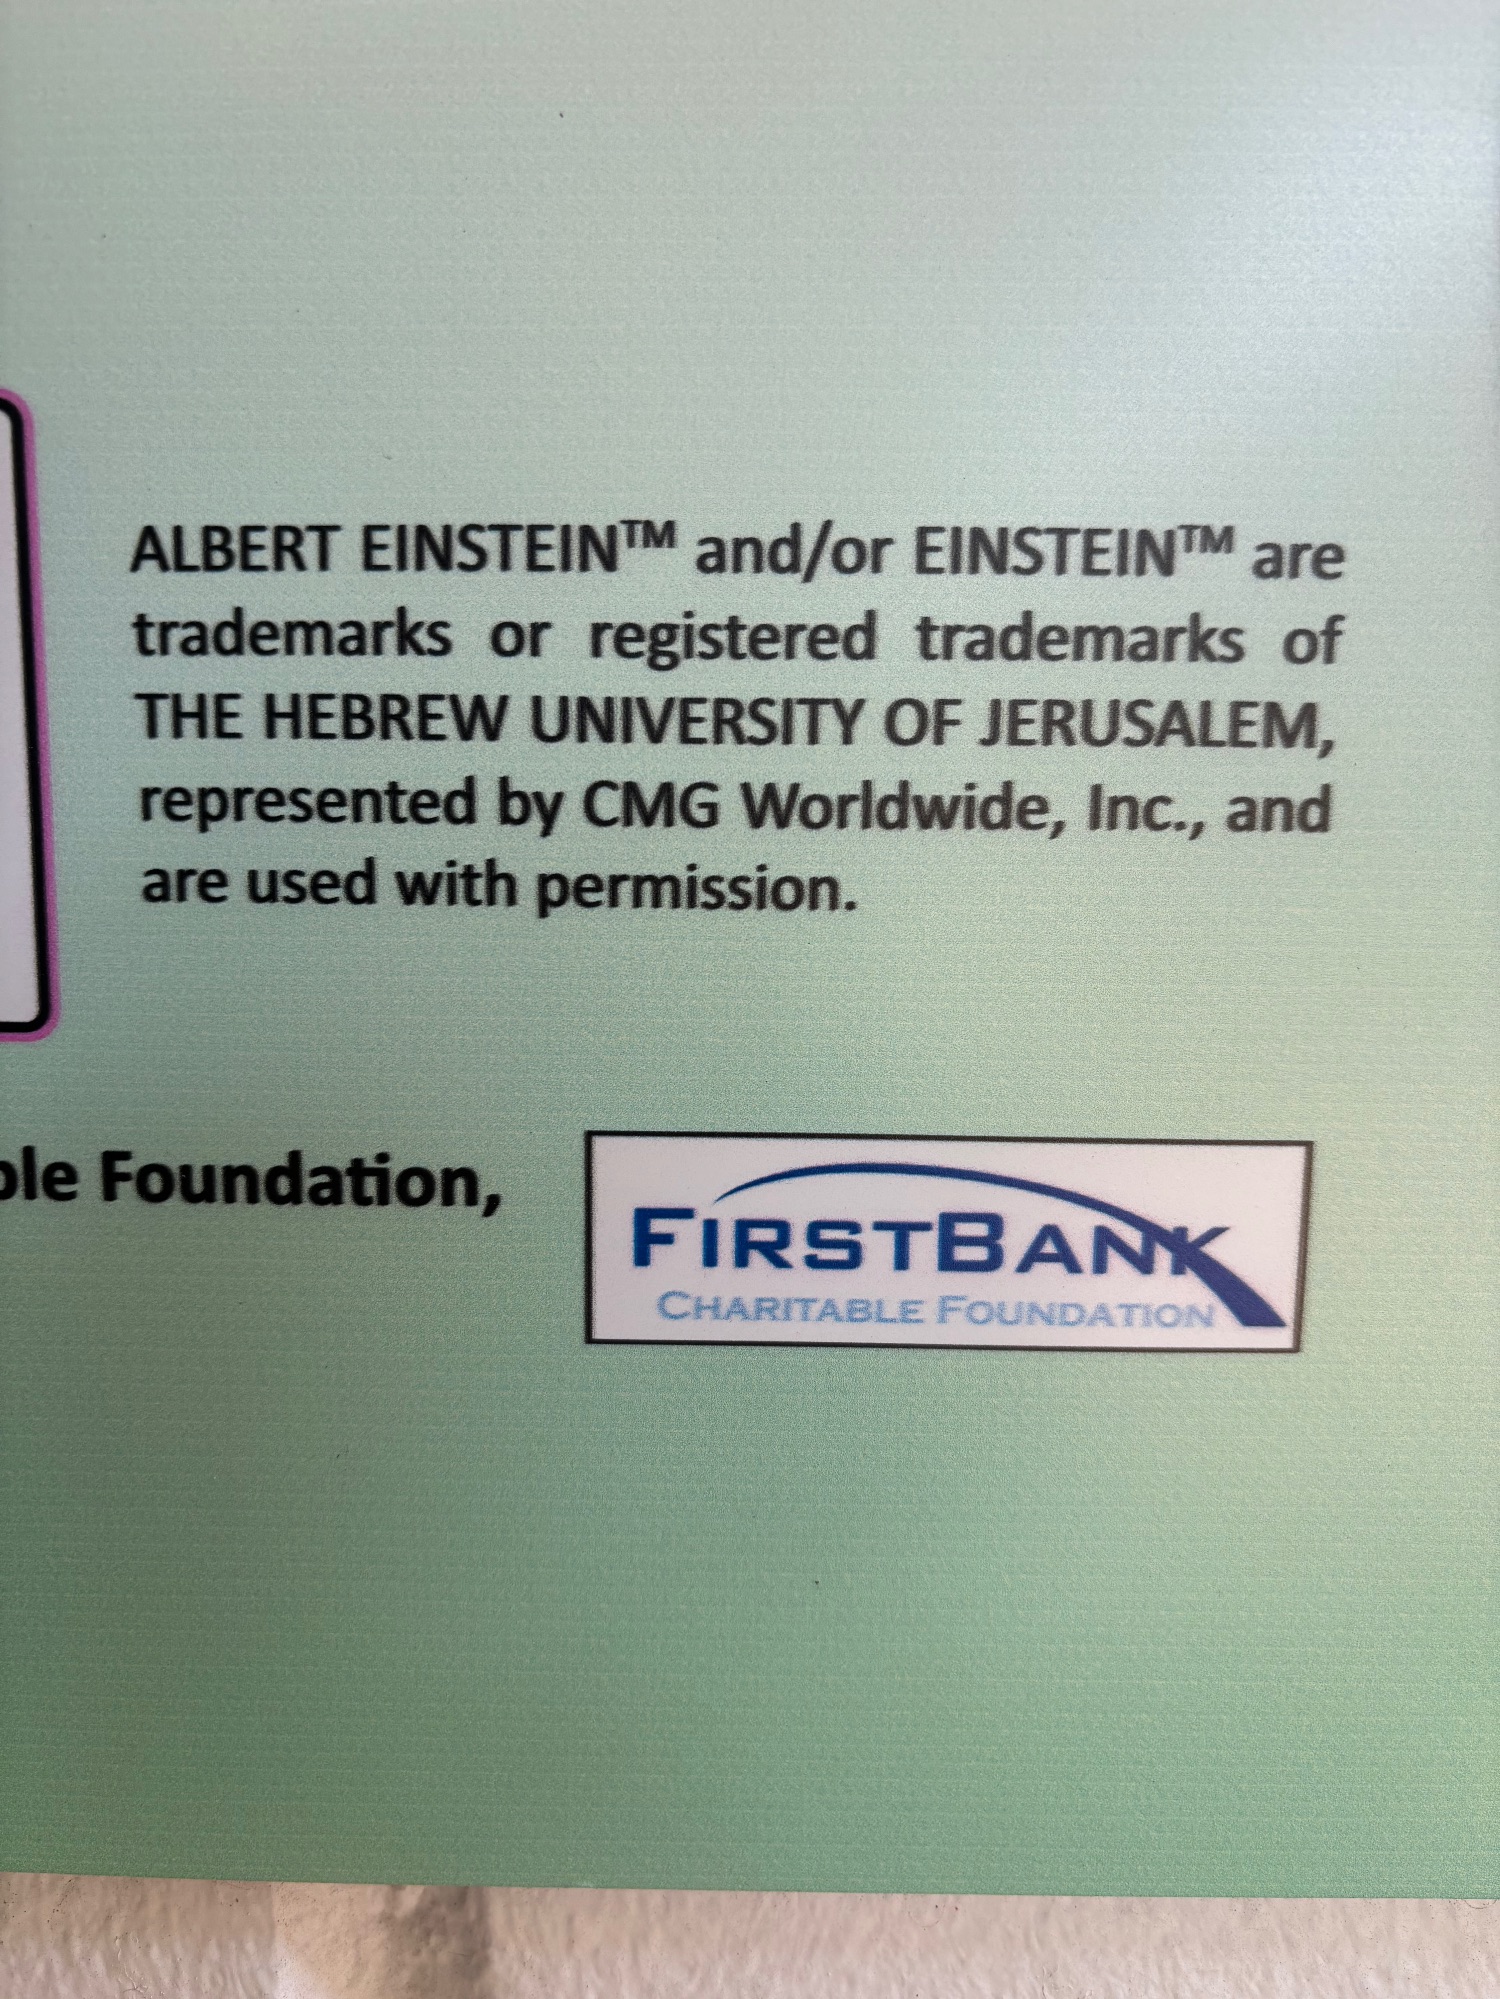 ALBERT EINSTEIN™ and/or EINSTEIN™ are
trademarks or registered trademarks of
THE HEBREW UNIVERSITY OF JERUSALEM,
represented by CMG Worldwide, Inc., and
are used with permission.
Foundation,
FIRSTBANK
CHARITABLE FOUNDATION